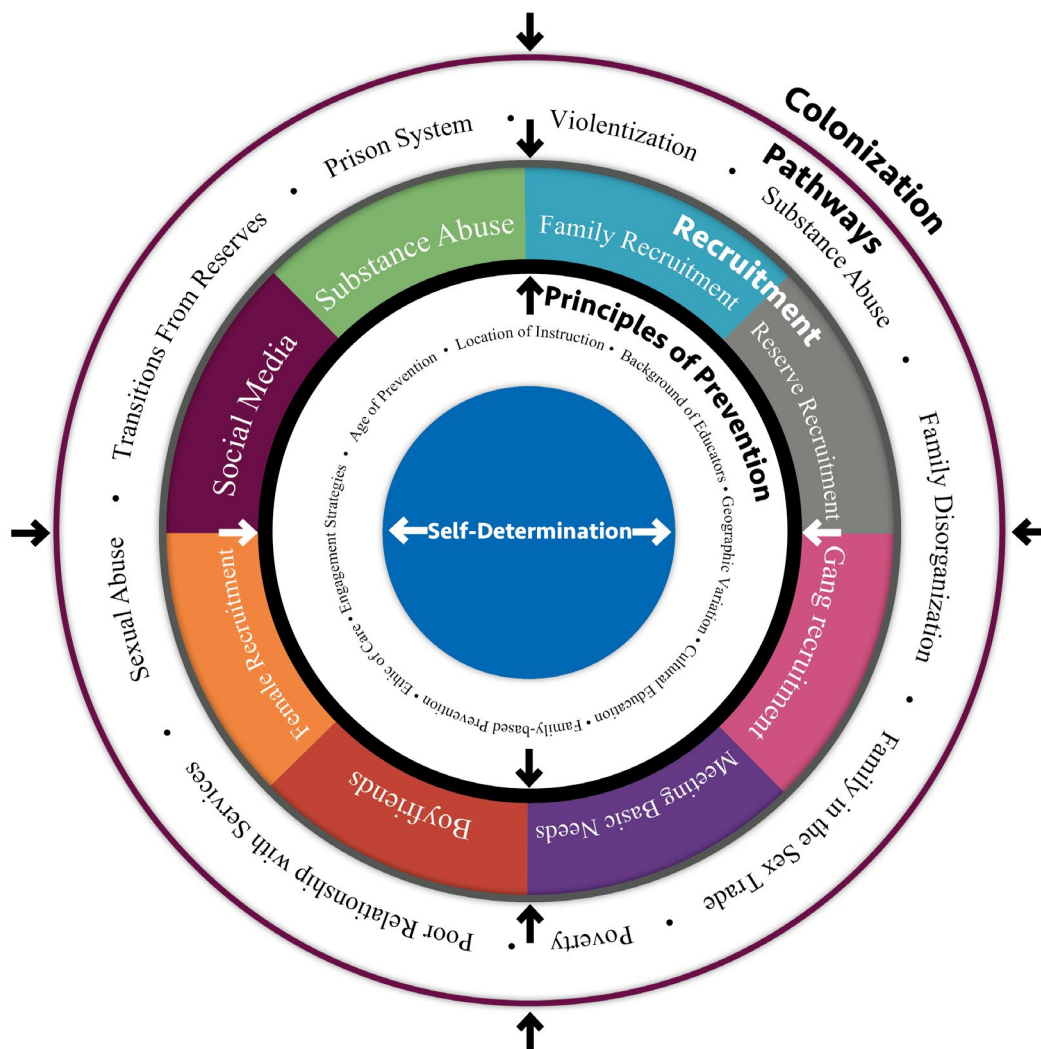 Colonization
Pathways
Violentization
Substance Abuse
Family Disorganization
Family in the Sex Trade
Poverty
Poor Relationship with Services
Sexual Abuse
Transitions From Reserves
Prison System
Recruitment
Family Recruitment
Reserve Recruitment
Gang recruitment
Meeting Basic Needs
Boyfriends
Female Recruitment
Social Media
Substance Abuse
Principles of Prevention
Age of Prevention • Location of Instruction • Background of Educators • Geographic Variation • Cultural Education • Family-based Prevention • Ethic of Care • Engagement Strategies •
Self-Determination